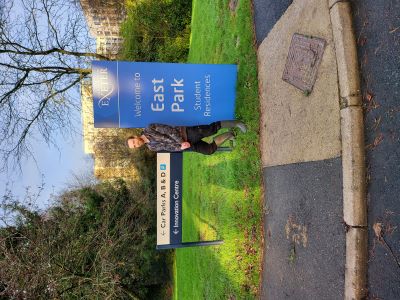 ← Car Parks A, B & D P
← Innovation Centre
EXETER
Welcome to
East
Park
Student
Residences